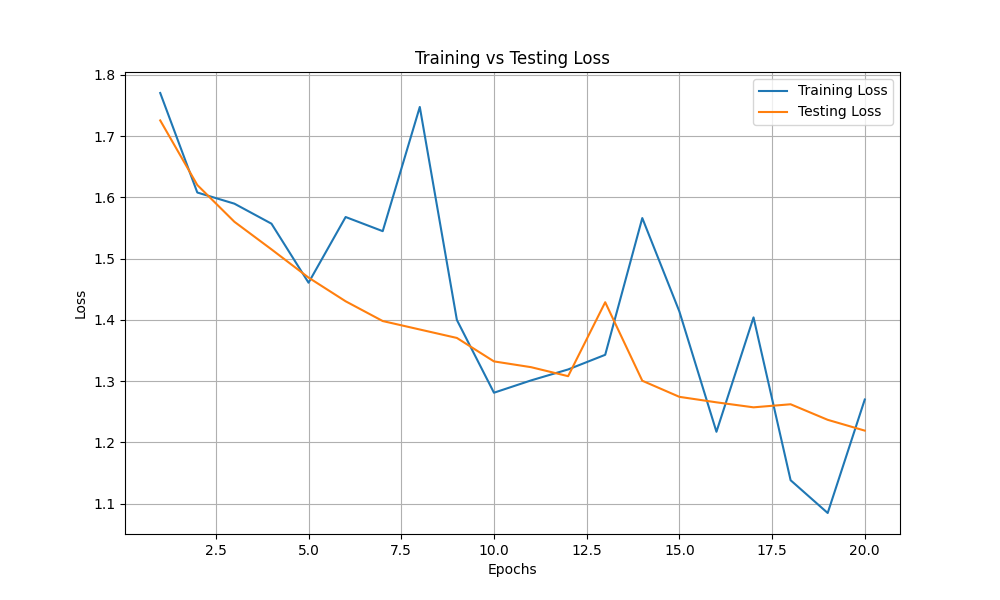 Training vs Testing Loss
Training Loss
Testing Loss
Loss
1.8
1.7
1.6
1.5
1.4
1.3
1.2
1.1
2.5 5.0 7.5 10.0 12.5 15.0 17.5 20.0
Epochs